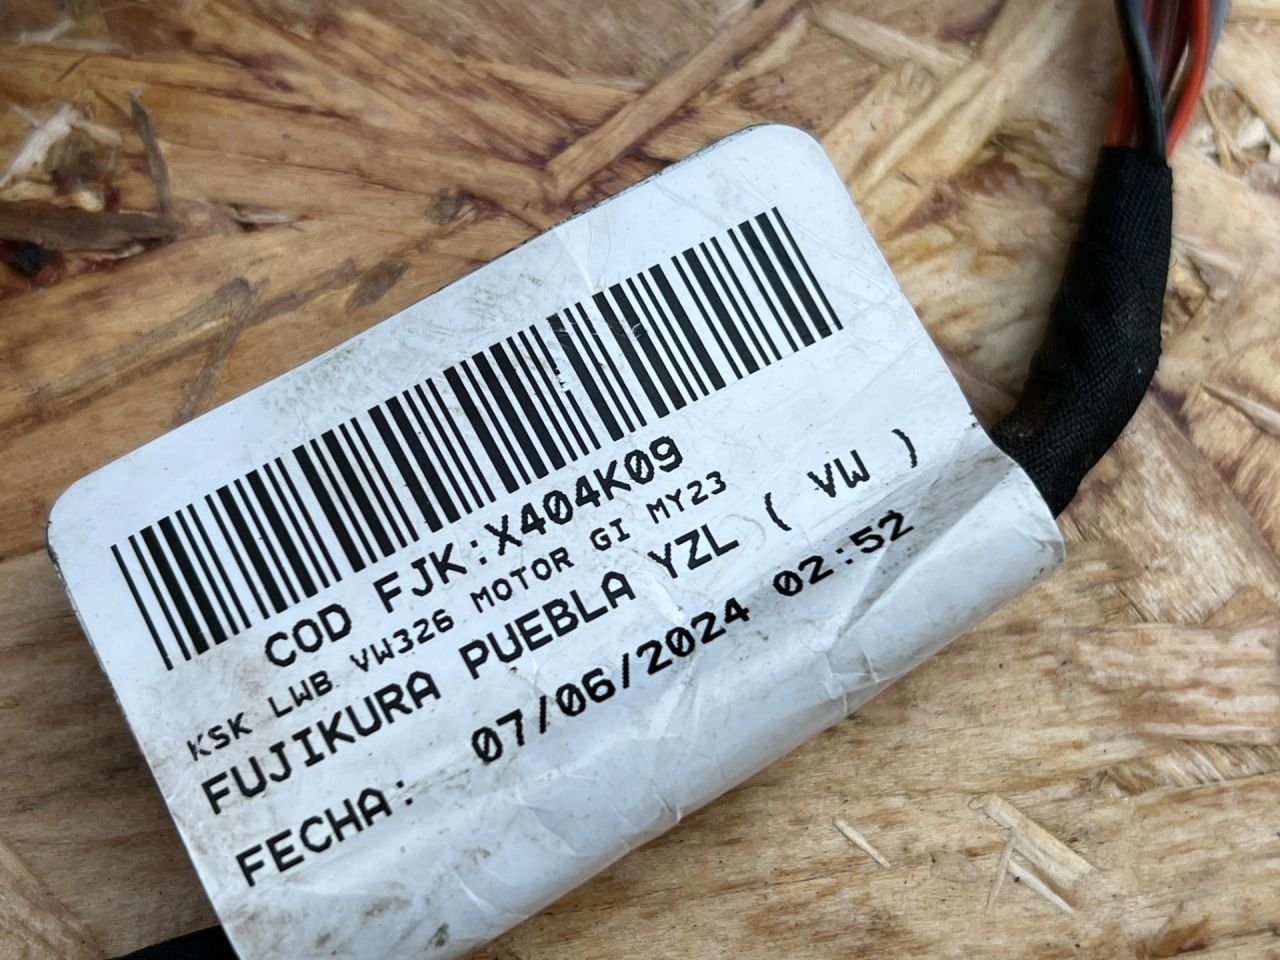 COD FJK:X404K09
KSK LWB VW326 MOTOR GI MY23
FUJIKURA PUEBLA YZL ( VW )
FECHA: 07/06/2024 02:52